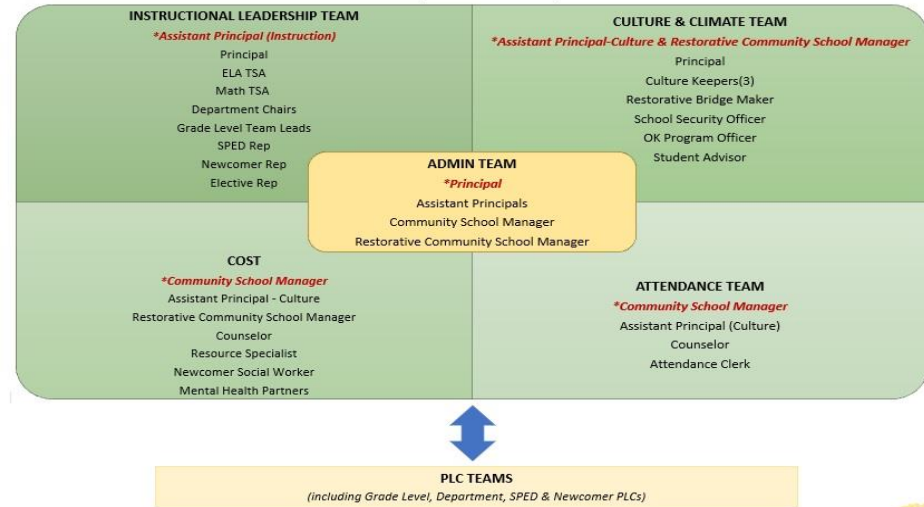 INSTRUCTIONAL LEADERSHIP TEAM
*Assistant Principal (Instruction)
Principal
ELA TSA
Math TSA
Department Chairs
Grade Level Team Leads
SPED Rep
Newcomer Rep
Elective Rep
CULTURE & CLIMATE TEAM
*Assistant Principal-Culture & Restorative Community School Manager
Principal
Culture Keepers(3)
Restorative Bridge Maker
School Security Officer
OK Program Officer
Student Advisor
ADMIN TEAM
*Principal
Assistant Principals
Community School Manager
Restorative Community School Manager
COST
*Community School Manager
Assistant Principal - Culture
Restorative Community School Manager
Counselor
Resource Specialist
Newcomer Social Worker
Mental Health Partners
ATTENDANCE TEAM
*Community School Manager
Assistant Principal (Culture)
Counselor
Attendance Clerk
PLC TEAMS
(including Grade Level, Department, SPED & Newcomer PLCs)